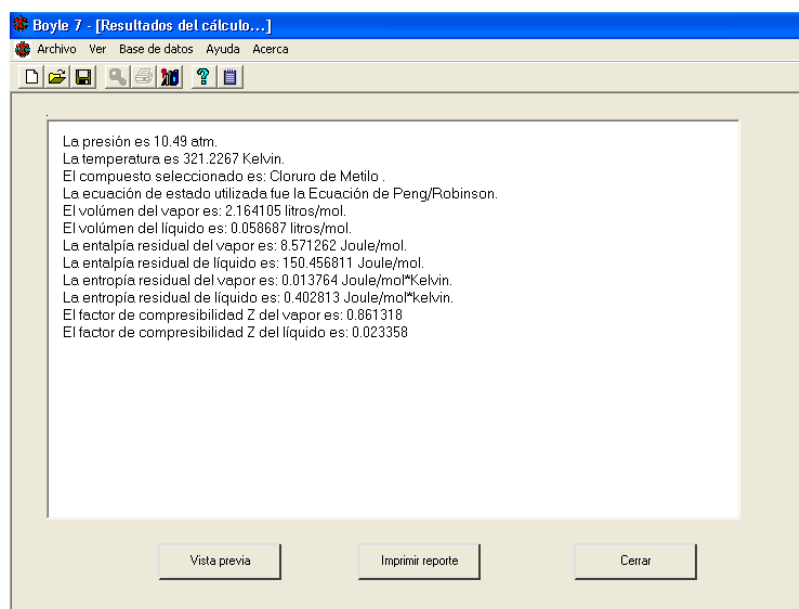 Boyle 7 - [Resultados del cálculo...]
Archivo Ver Base de datos Ayuda Acerca
.
La presión es 10.49 atm.
La temperatura es 321.2267 Kelvin.
El compuesto seleccionado es: Cloruro de Metilo .
La ecuación de estado utilizada fue la Ecuación de Peng/Robinson.
El volúmen del vapor es: 2.164105 litros/mol.
El volúmen del líquido es: 0.058687 litros/mol.
La entalpía residual del vapor es: 8.571262 Joule/mol.
La entalpía residual de líquido es: 150.456811 Joule/mol.
La entropía residual del vapor es: 0.013764 Joule/mol*Kelvin.
La entropía residual de líquido es: 0.402813 Joule/mol*kelvin.
El factor de compresibilidad Z del vapor es: 0.861318
El factor de compresibilidad Z del líquido es: 0.023358
Vista previa Imprimir reporte Cerrar